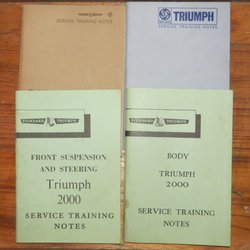 SERVICE TRAINING NOTES
TRIUMPH
SERVICE TRAINING NOTES
STANDARD TRIUMPH
FRONT SUSPENSION
AND STEERING
Triumph
2000
SERVICE TRAINING
NOTES
STANDARD TRIUMPH
BODY
TRIUMPH
2000
SERVICE TRAINING
NOTES